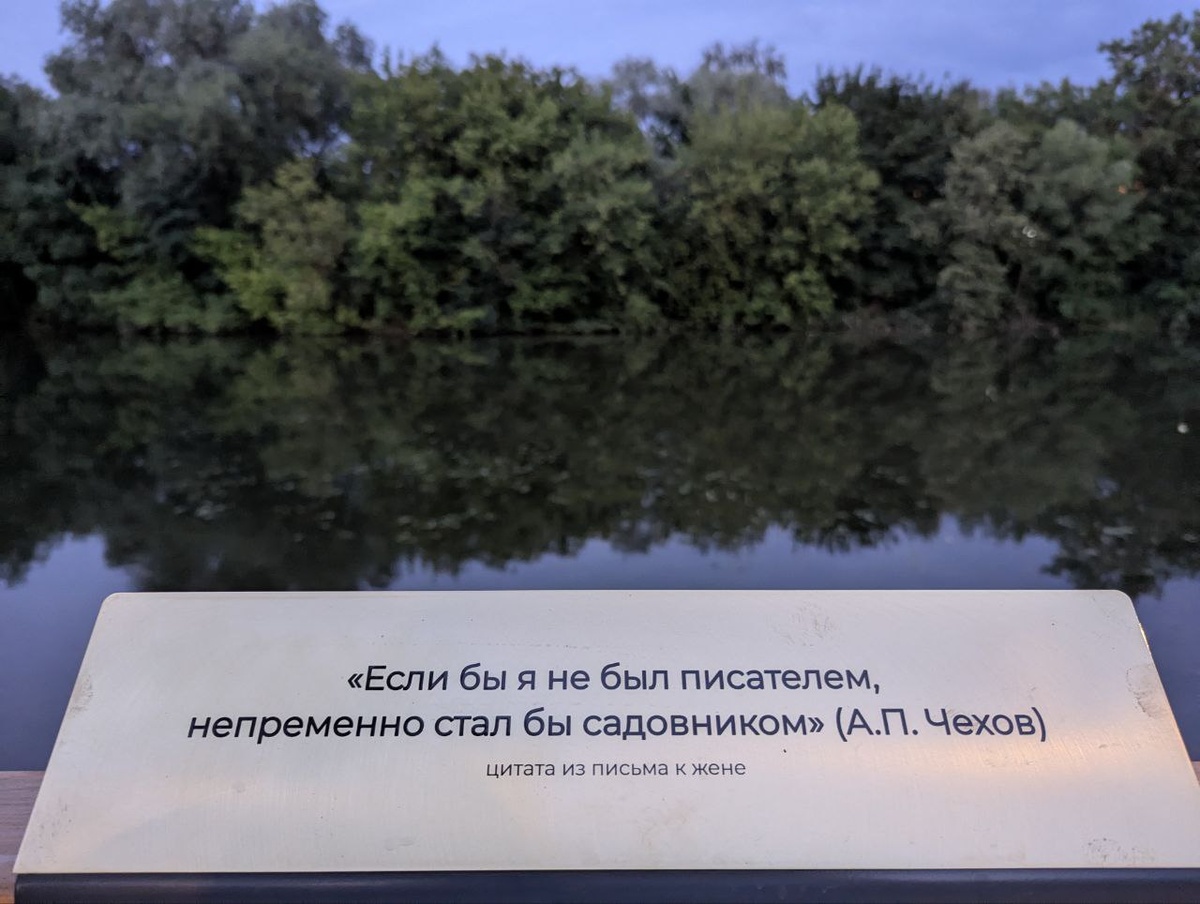 «Если бы я не был писателем,
непременно стал бы садовником» (А.П. Чехов)
цитата из письма к жене